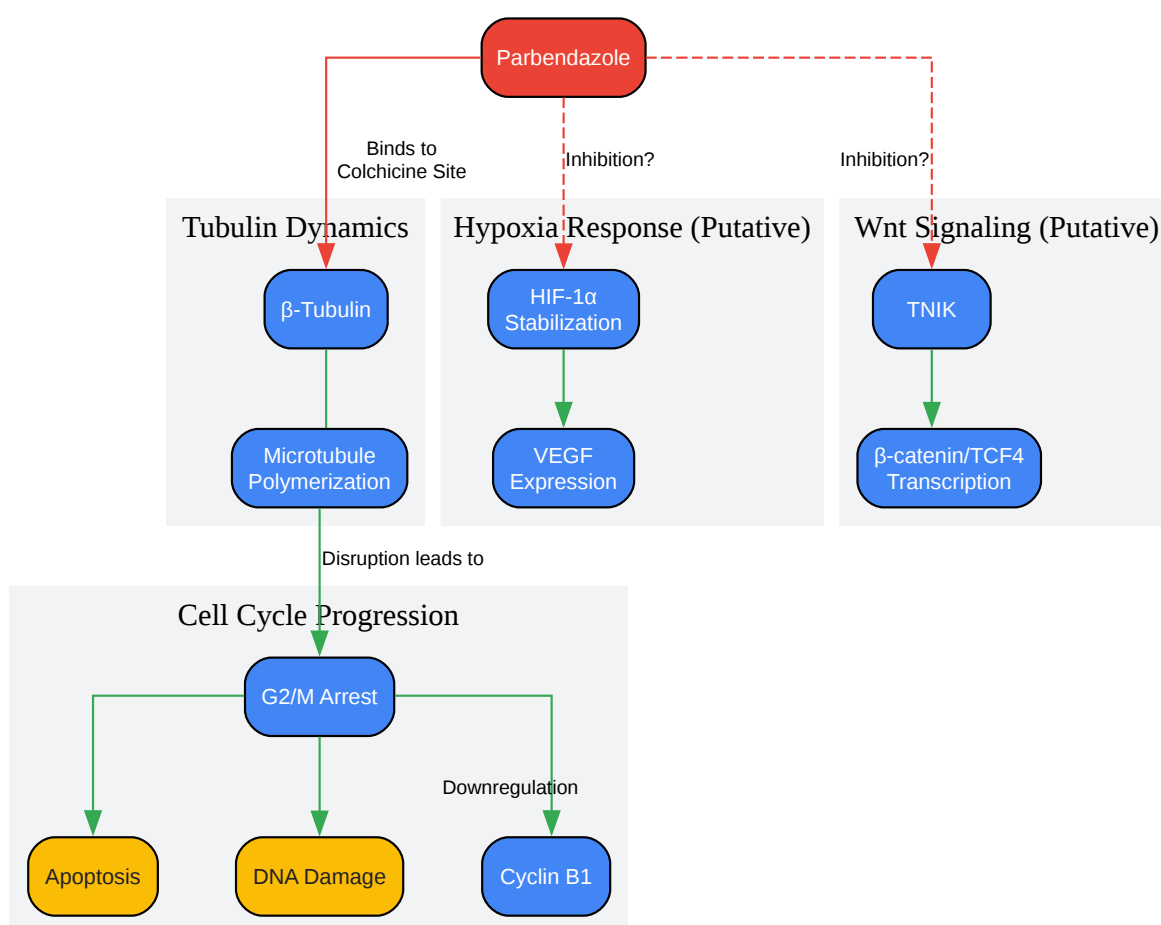 Parbendazole
Binds to
Colchicine Site
Inhibition?
Inhibition?
Tubulin Dynamics
Hypoxia Response (Putative)
Wnt Signaling (Putative)
β-Tubulin
HIF-1α
Stabilization
TNIK
Microtubule
Polymerization
VEGF
Expression
β-catenin/TCF4
Transcription
Disruption leads to
Cell Cycle Progression
G2/M Arrest
Downregulation
Apoptosis
DNA Damage
Cyclin B1